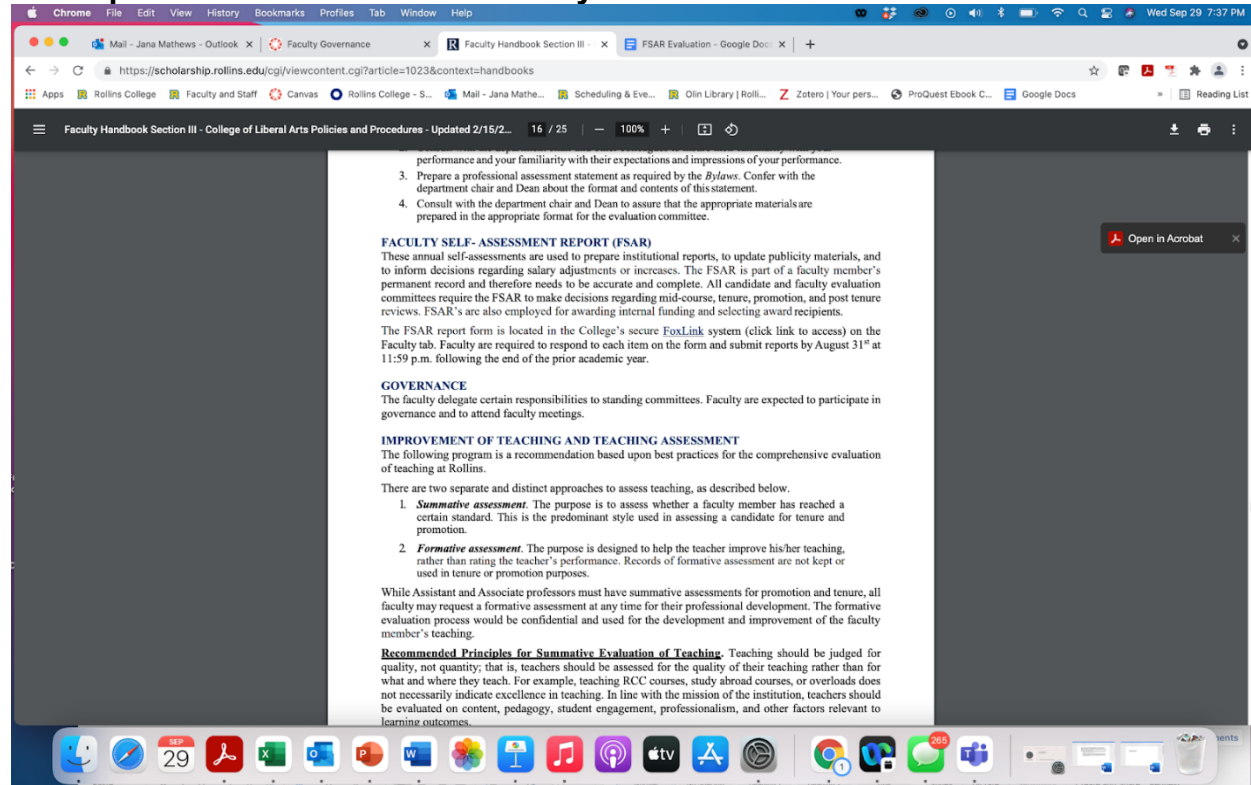 Chrome File Edit View History Bookmarks Profiles Tab Window Help
Wed Sep 29 7:37 PM
Mail - Jana Mathews - Outlook
Faculty Governance
Faculty Handbook Section III -
FSAR Evaluation - Google Doc
https://scholarship.rollins.edu/cgi/viewcontent.cgi?article=1023&context=handbooks
Apps Rollins College Faculty and Staff Canvas Rollins College - S... Mail - Jana Mathe... Scheduling & Eve... Olin Library | Rolli... Zotero | Your pers... ProQuest Ebook C... Google Docs » Reading List
Faculty Handbook Section III - College of Liberal Arts Policies and Procedures - Updated 2/15/2... 16 / 25 100%
performance and your familiarity with their expectations and impressions of your performance.
3. Prepare a professional assessment statement as required by the Bylaws. Confer with the
department chair and Dean about the format and contents of this statement.
4. Consult with the department chair and Dean to assure that the appropriate materials are
prepared in the appropriate format for the evaluation committee.
Open in Acrobat
FACULTY SELF- ASSESSMENT REPORT (FSAR)
These annual self-assessments are used to prepare institutional reports, to update publicity materials, and
to inform decisions regarding salary adjustments or increases. The FSAR is part of a faculty member's
permanent record and therefore needs to be accurate and complete. All candidate and faculty evaluation
committees require the FSAR to make decisions regarding mid-course, tenure, promotion, and post tenure
reviews. FSAR's are also employed for awarding internal funding and selecting award recipients.
The FSAR report form is located in the College's secure FoxLink system (click link to access) on the
Faculty tab. Faculty are required to respond to each item on the form and submit reports by August 31st at
11:59 p.m. following the end of the prior academic year.
GOVERNANCE
The faculty delegate certain responsibilities to standing committees. Faculty are expected to participate in
governance and to attend faculty meetings.
IMPROVEMENT OF TEACHING AND TEACHING ASSESSMENT
The following program is a recommendation based upon best practices for the comprehensive evaluation
of teaching at Rollins.
There are two separate and distinct approaches to assess teaching, as described below.
1. Summative assessment. The purpose is to assess whether a faculty member has reached a
certain standard. This is the predominant style used in assessing a candidate for tenure and
promotion.
2. Formative assessment. The purpose is designed to help the teacher improve his/her teaching,
rather than rating the teacher's performance. Records of formative assessment are not kept or
used in tenure or promotion purposes.
While Assistant and Associate professors must have summative assessments for promotion and tenure, all
faculty may request a formative assessment at any time for their professional development. The formative
evaluation process would be confidential and used for the development and improvement of the faculty
member's teaching.
Recommended Principles for Summative Evaluation of Teaching. Teaching should be judged for
quality, not quantity; that is, teachers should be assessed for the quality of their teaching rather than for
what and where they teach. For example, teaching RCC courses, study abroad courses, or overloads does
not necessarily indicate excellence in teaching. In line with the mission of the institution, teachers should
be evaluated on content, pedagogy, student engagement, professionalism, and other factors relevant to
learning outcomes.
SEP
29
tv
265
1